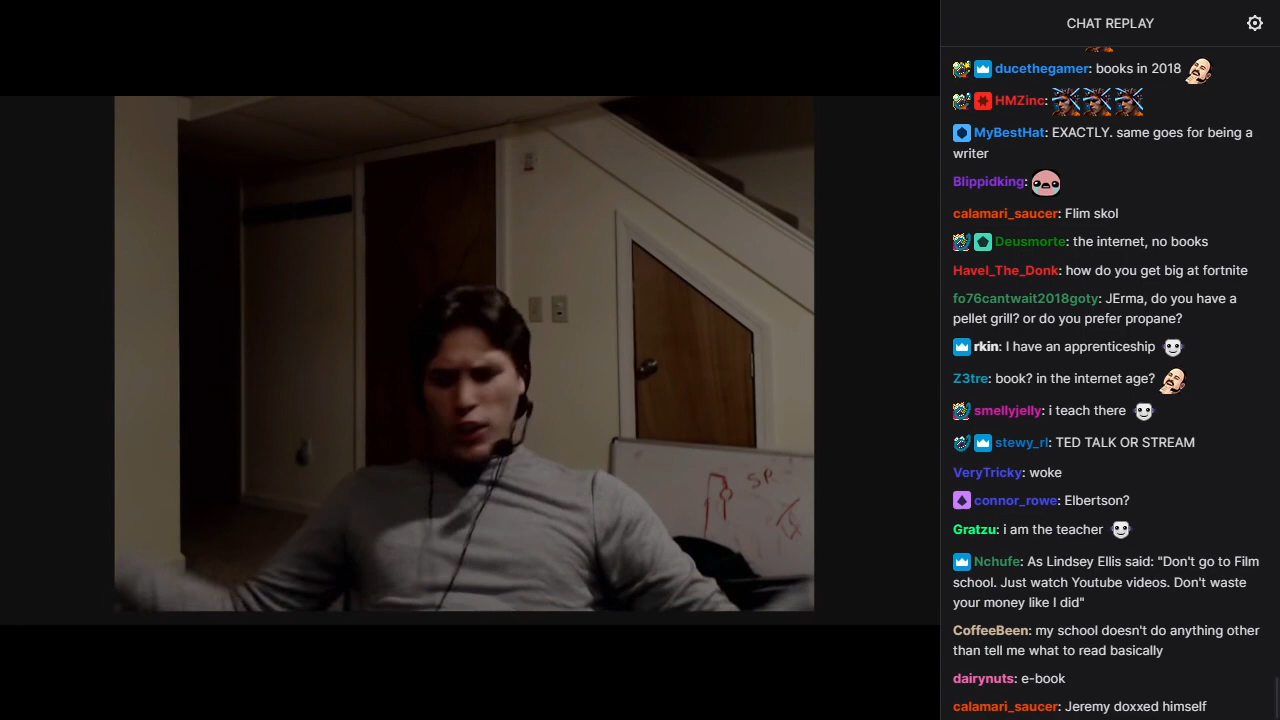 CHAT REPLAY
ducethegamer: books in 2018
HMZinc:
MyBestHat: EXACTLY. same goes for being a
writer
Blippidking:
calamari_saucer: Flim skol
Deusmorte: the internet, no books
Havel_The_Donk: how do you get big at fortnite
fo76cantwait2018goty: JErma, do you have a
pellet grill? or do you prefer propane?
rkin: I have an apprenticeship
Z3tre: book? in the internet age?
smellyjelly: i teach there
stewy_rl: TED TALK OR STREAM
VeryTricky: woke
connor_rowe: Elbertson?
Gratzu: i am the teacher
Nchufe: As Lindsey Ellis said: "Don't go to Film
school. Just watch Youtube videos. Don't waste
your money like I did"
CoffeeBeen: my school doesn't do anything other
than tell me what to read basically
dairynuts: e-book
calamari_saucer: Jeremy doxxed himself